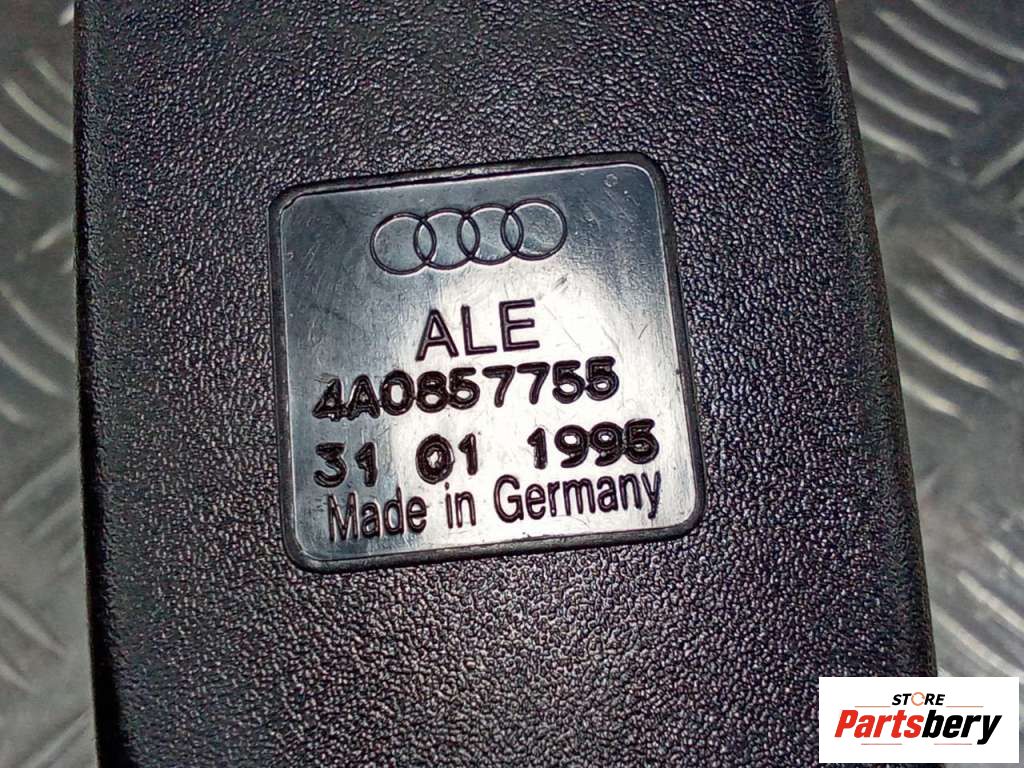 ALE
4A0857755
31 01 1995
Made in Germany
STORE
Partsbery